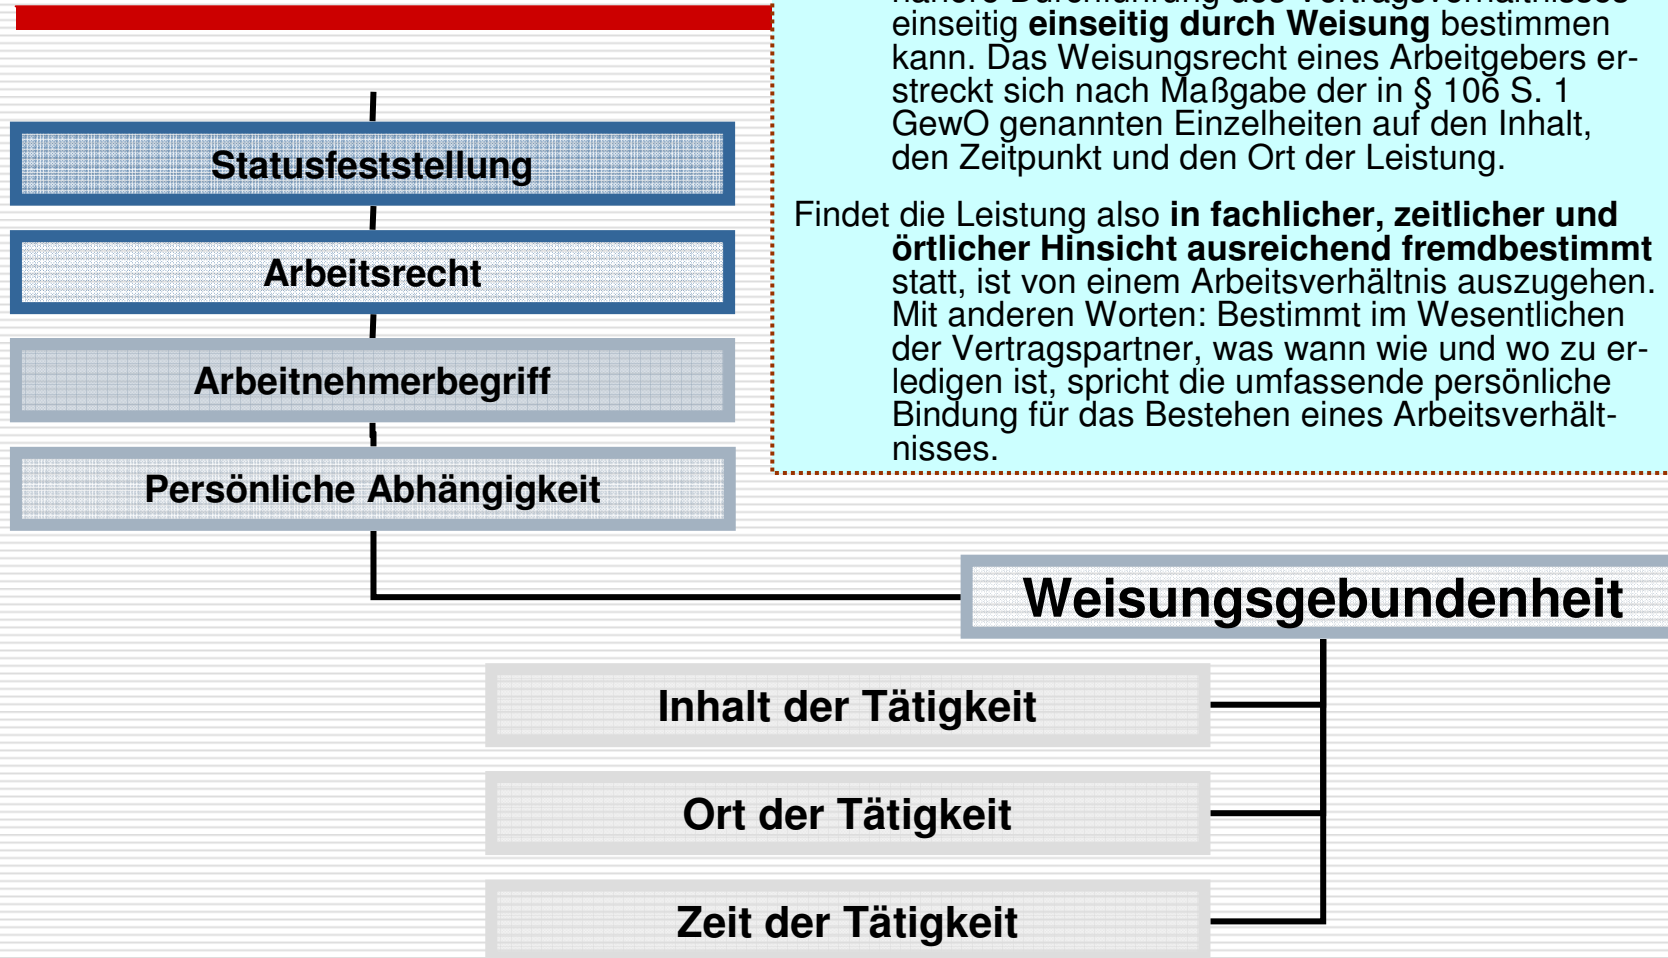 nähere Durchführung des Vertragsverhältnisses
einseitig einseitig durch Weisung bestimmen
kann. Das Weisungsrecht eines Arbeitgebers er-
streckt sich nach Maßgabe der in § 106 S. 1
GewO genannten Einzelheiten auf den Inhalt,
den Zeitpunkt und den Ort der Leistung.
Findet die Leistung also in fachlicher, zeitlicher und
örtlicher Hinsicht ausreichend fremdbestimmt
statt, ist von einem Arbeitsverhältnis auszugehen.
Mit anderen Worten: Bestimmt im Wesentlichen
der Vertragspartner, was wann wie und wo zu er-
ledigen ist, spricht die umfassende persönliche
Bindung für das Bestehen eines Arbeitsverhält-
nisses.
Statusfeststellung
Arbeitsrecht
Arbeitnehmerbegriff
Persönliche Abhängigkeit
Weisungsgebundenheit
Inhalt der Tätigkeit
Ort der Tätigkeit
Zeit der Tätigkeit